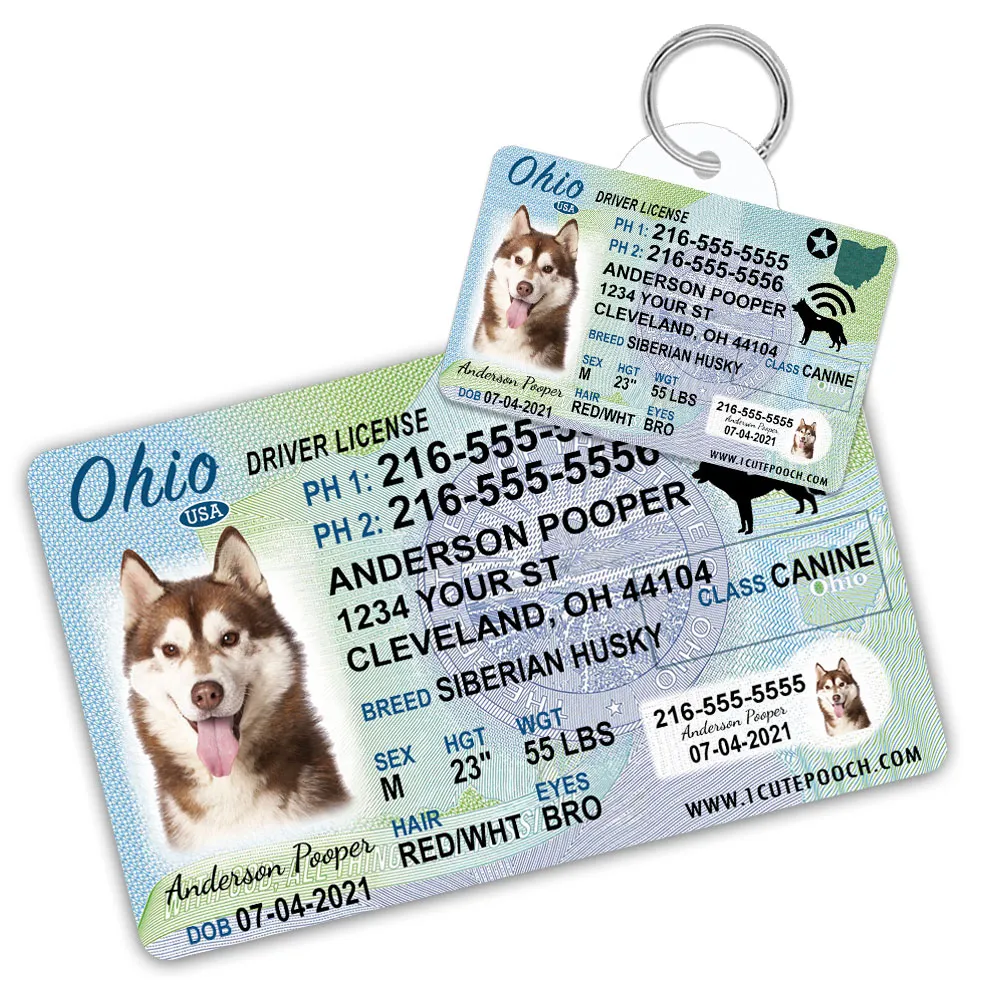 Ohio
USA
DRIVER LICENSE
PH 1: 216-555-5555
PH 2: 216-555-5556
ANDERSON POOPER
1234 YOUR ST
CLEVELAND, OH 44104
BREED SIBERIAN HUSKY
CLASS CANINE
Ohio
SEX HGT WGT
M 23" 55 LBS
HAIR EYES
RED/WHT BRO
Anderson Pooper
DOB 07-04-2021
216-555-5555
Anderson Pooper
07-04-2021
WWW.1CUTEPOOCH.COM
Ohio
USA
DRIVER LICENSE
PH 1: 216-555-
PH 2: 216-555-5556
ANDERSON POOPER
1234 YOUR ST
CLEVELAND, OH 44104
BREED SIBERIAN HUSKY
CLASS CANINE
Ohio
SEX HGT WGT
M 23" 55 LBS
HAIR EYES
RED/WHT BRO
Anderson Pooper
DOB 07-04-2021
216-555-5555
Anderson Pooper
07-04-2021
WWW.1CUTEPOOCH.COM